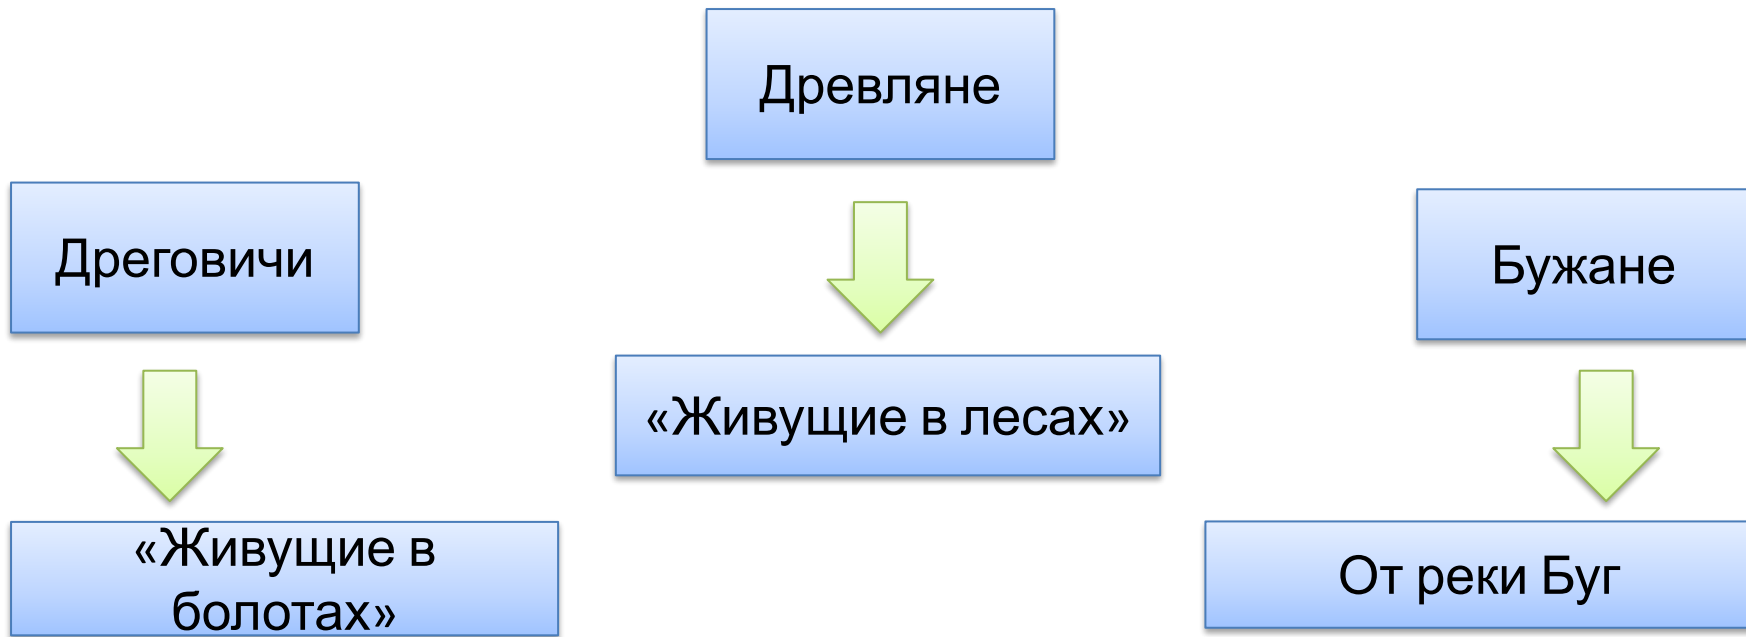 Древляне
Дреговичи
Бужане
«Живущие в лесах»
«Живущие в
болотах»
От реки Буг